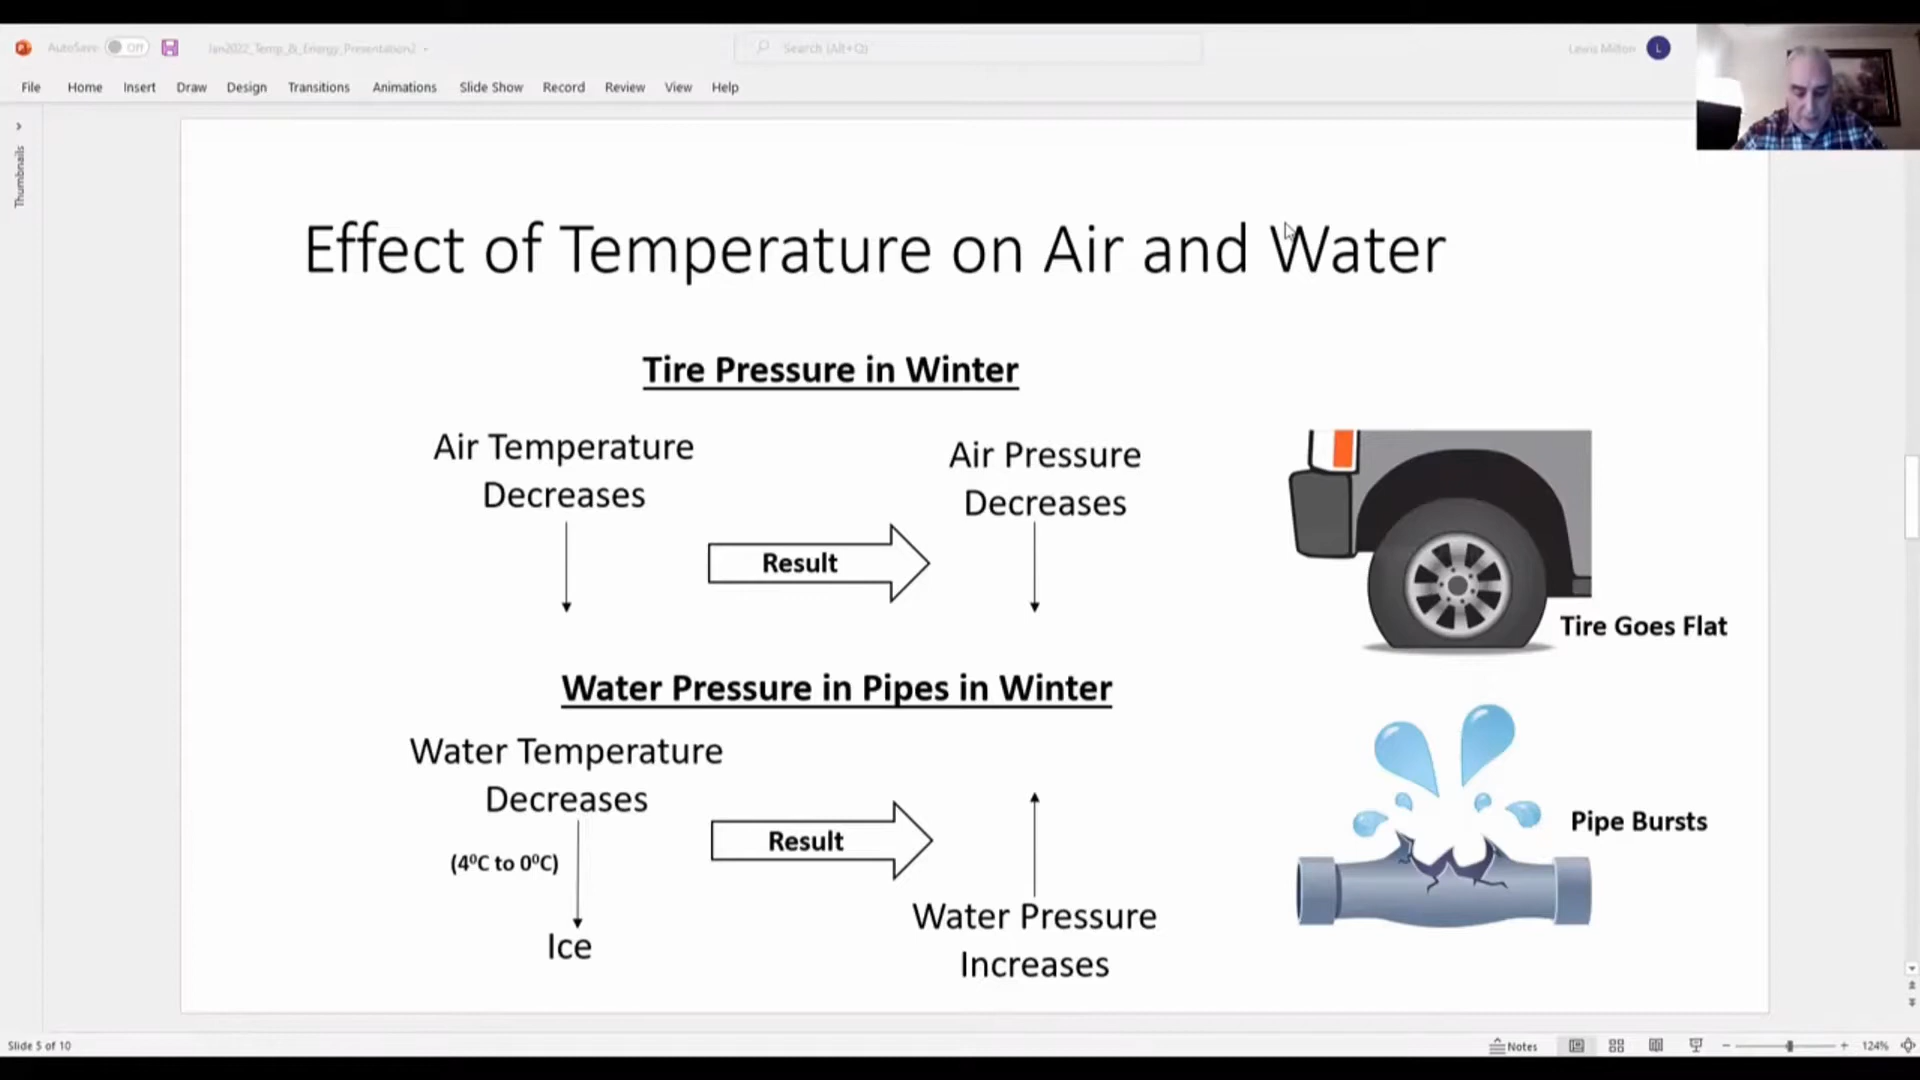 AutoSave Off Jan2022_Temp_&_Energy_Presentation2 Search (Alt+Q) Lewis Milton L
File Home Insert Draw Design Transitions Animations Slide Show Record Review View Help
Thumbnails
Effect of Temperature on Air and Water
Tire Pressure in Winter
Air Temperature
Decreases
Result
Air Pressure
Decreases
Tire Goes Flat
Water Pressure in Pipes in Winter
Water Temperature
Decreases
(4⁰C to 0⁰C)
Ice
Result
Water Pressure
Increases
Pipe Bursts
Slide 5 of 10 Notes 124%